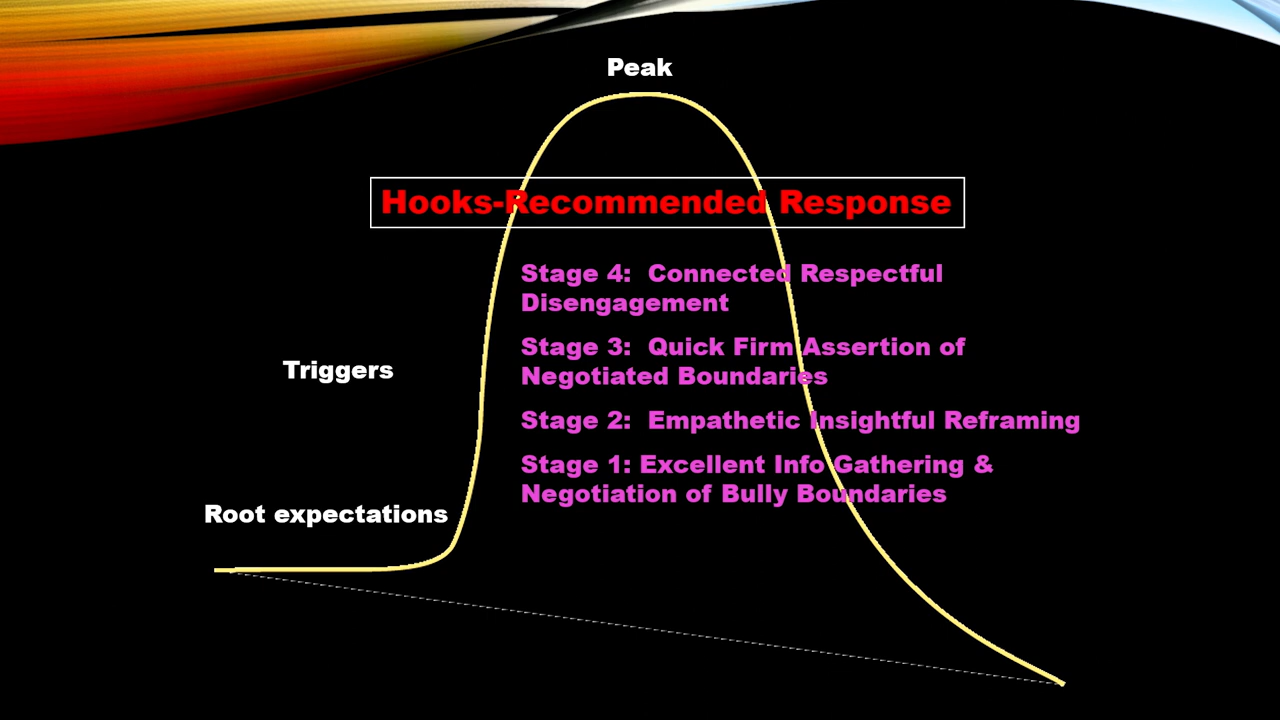 Peak
Hooks-Recommended Response
Stage 4:  Connected Respectful
Disengagement
Stage 3:  Quick Firm Assertion of
Negotiated Boundaries
Triggers
Stage 2:  Empathetic Insightful Reframing
Stage 1: Excellent Info Gathering &
Negotiation of Bully Boundaries
Root expectations